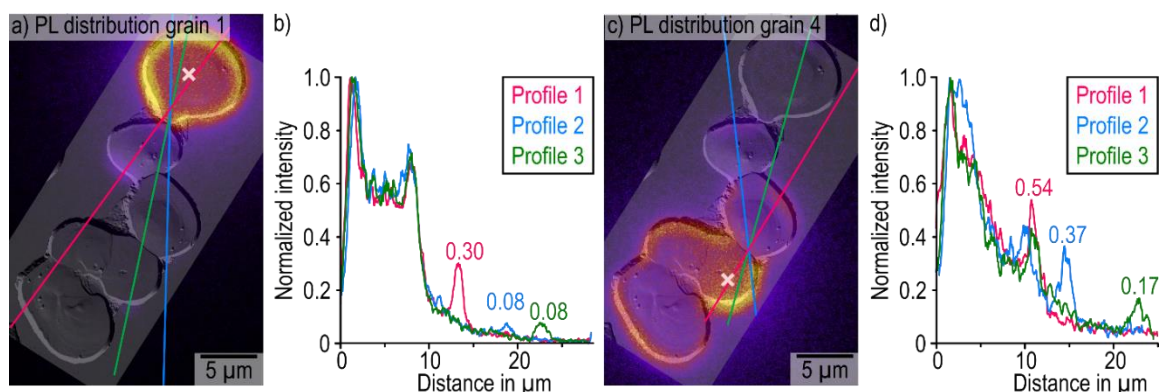 a) PL distribution grain 1
5 µm
b)
Normalized intensity
1.0
0.8
0.6
0.4
0.2
0
0
10
20
Distance in µm
Profile 1
Profile 2
Profile 3
0.30
0.08
0.08
c) PL distribution grain 4
5 µm
d)
Normalized intensity
1.0
0.8
0.6
0.4
0.2
0
0
10
20
Distance in µm
Profile 1
Profile 2
Profile 3
0.54
0.37
0.17